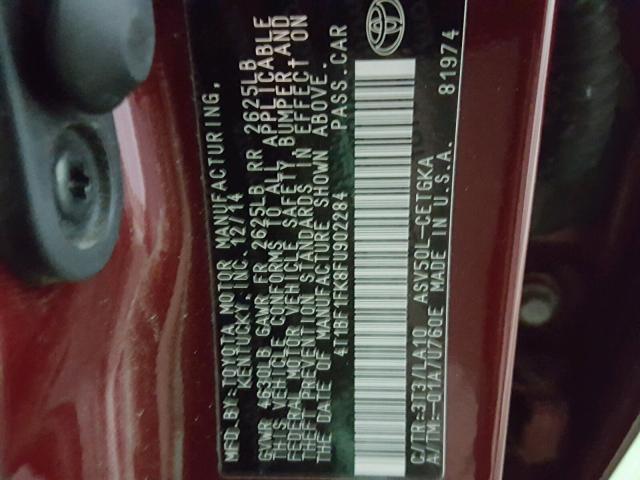 MFD.BY:TOYOTA MOTOR MANUFACTURING,
KENTUCKY, INC. 12/14
GVWR 4630LB GAWR FR 2625LB RR 2625LB
THIS VEHICLE CONFORMS TO ALL APPLICABLE
FEDERAL MOTOR VEHICLE SAFETY, BUMPER AND
THEFT PREVENTION STANDARDS IN EFFECT ON
THE DATE OF MANUFACTURE SHOWN ABOVE.
4T1BF1FK8FU902284 PASS.CAR
C/TR:3T3/LA10 ASV50L-CETGKA
A/TM:-01A/U760E MADE IN U.S.A. 81974